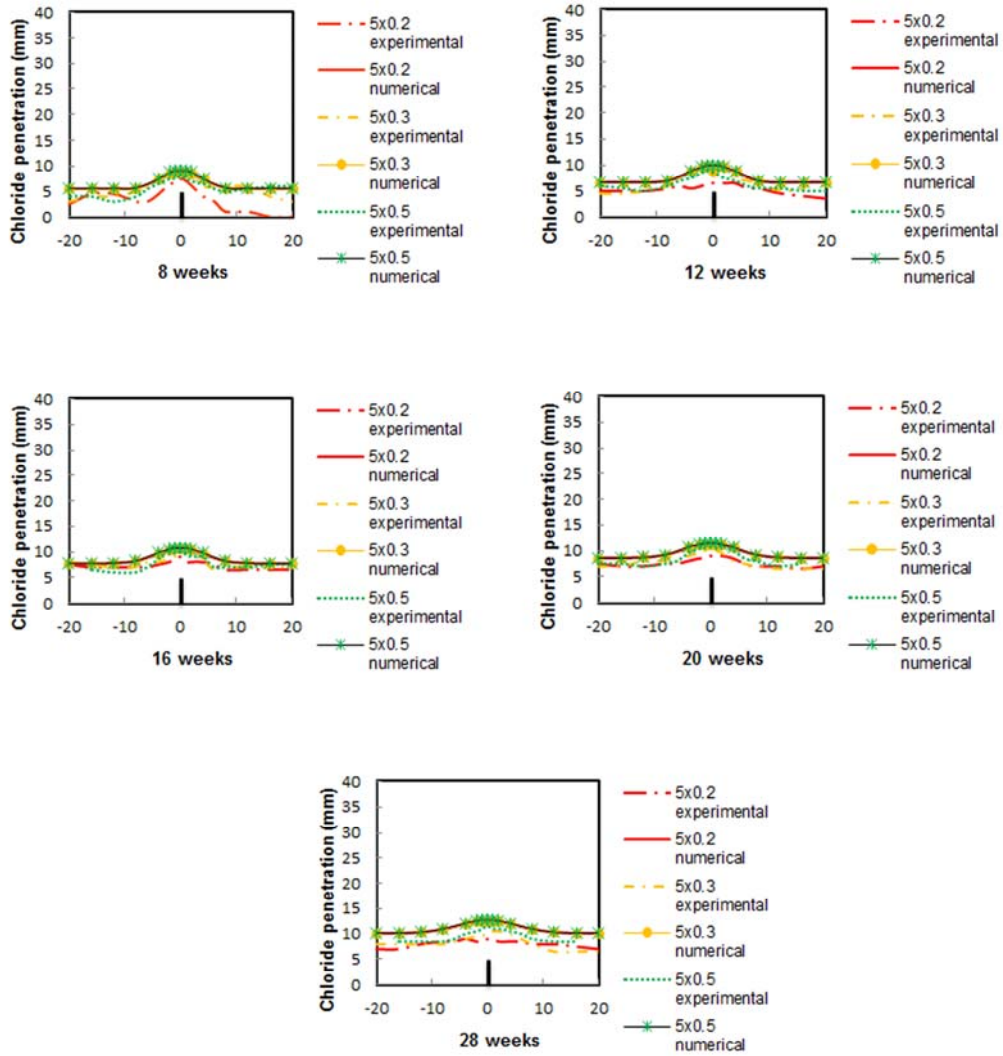 Chloride penetration (mm)
40
35
30
25
20
15
10
5
0
-20 -10 0 10 20
8 weeks
5x0.2
experimental
5x0.2
numerical
5x0.3
experimental
5x0.3
numerical
5x0.5
experimental
5x0.5
numerical
Chloride penetration (mm)
40
35
30
25
20
15
10
5
0
-20 -10 0 10 20
12 weeks
5x0.2
experimental
5x0.2
numerical
5x0.3
experimental
5x0.3
numerical
5x0.5
experimental
5x0.5
numerical
Chloride penetration (mm)
40
35
30
25
20
15
10
5
0
-20 -10 0 10 20
16 weeks
5x0.2
experimental
5x0.2
numerical
5x0.3
experimental
5x0.3
numerical
5x0.5
experimental
5x0.5
numerical
Chloride penetration (mm)
40
35
30
25
20
15
10
5
0
-20 -10 0 10 20
20 weeks
5x0.2
experimental
5x0.2
numerical
5x0.3
experimental
5x0.3
numerical
5x0.5
experimental
5x0.5
numerical
Chloride penetration (mm)
40
35
30
25
20
15
10
5
0
-20 -10 0 10 20
28 weeks
5x0.2
experimental
5x0.2
numerical
5x0.3
experimental
5x0.3
numerical
5x0.5
experimental
5x0.5
numerical